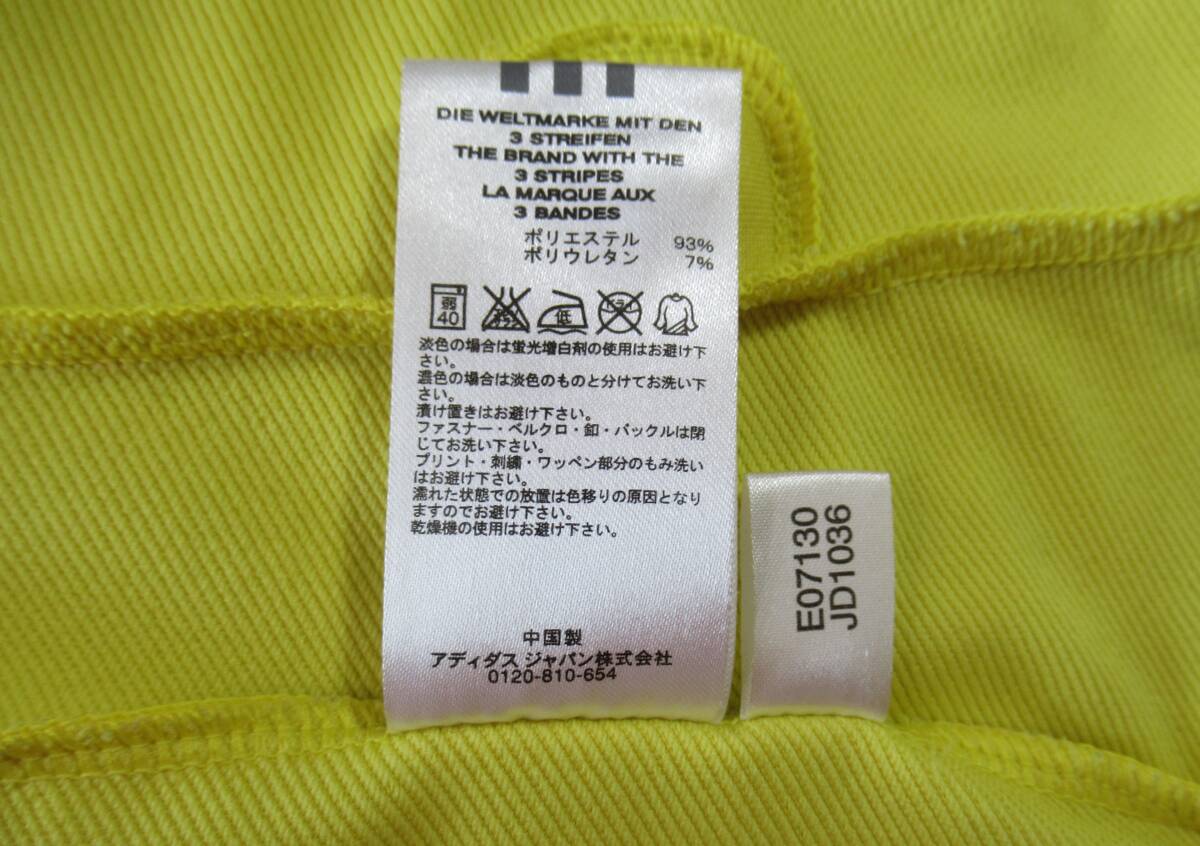 DIE WELTMARKE MIT DEN
3 STREIFEN
THE BRAND WITH THE
3 STRIPES
LA MARQUE AUX
3 BANDES
ポリエステル 93%
ポリウレタン 7%
弱
40
低
ドライ
淡色の場合は蛍光増白剤の使用はお避け下
さい。
濃色の場合は淡色のものと分けてお洗い下
さい。
漬け置きはお避け下さい。
ファスナー・ベルクロ・釦・バックルは閉
じてお洗い下さい。
プリント・刺繍・ワッペン部分のもみ洗い
はお避け下さい。
濡れた状態での放置は色移りの原因となり
ますのでお避け下さい。
乾燥機の使用はお避け下さい。
中国製
アディダス ジャパン株式会社
0120-810-654
E07130
JD1036